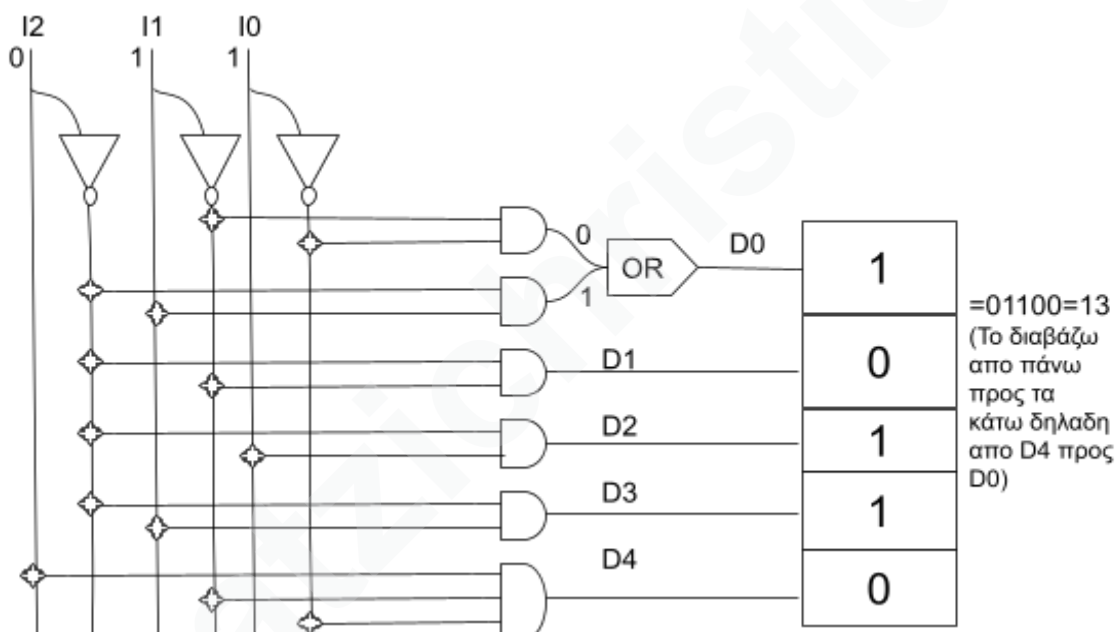 I2 I1 I0
0 1 1
0
OR
D0
1
1
D1
0
D2
1
D3
1
D4
0
=01100=13
(Το διαβάζω
απο πάνω
προς τα
κάτω δηλαδη
απο D4 προς
D0)